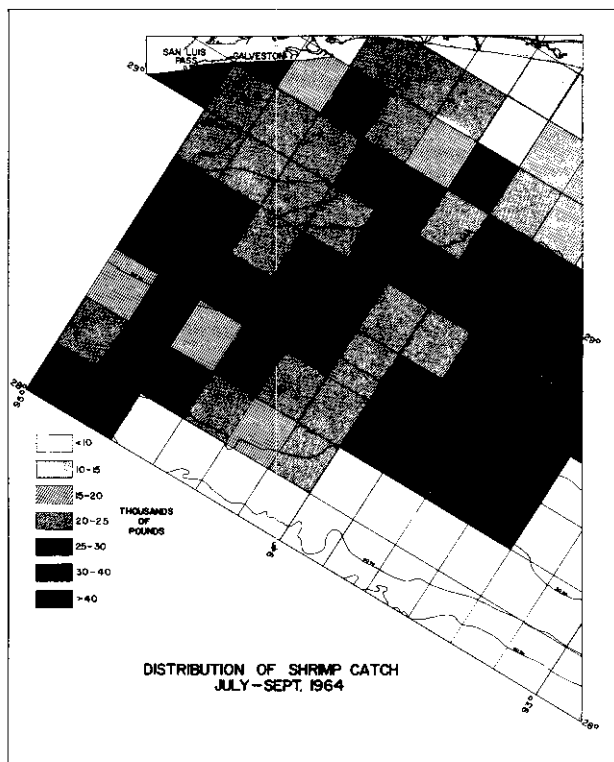 SAN LUIS
PASS
GALVESTON
29°
29°
28°
95°
<10
10-15
15-20
20-25
25-30
30-40
>40
THOUSANDS
OF
POUNDS
94°
93°
28°
DISTRIBUTION OF SHRIMP CATCH
JULY-SEPT. 1964